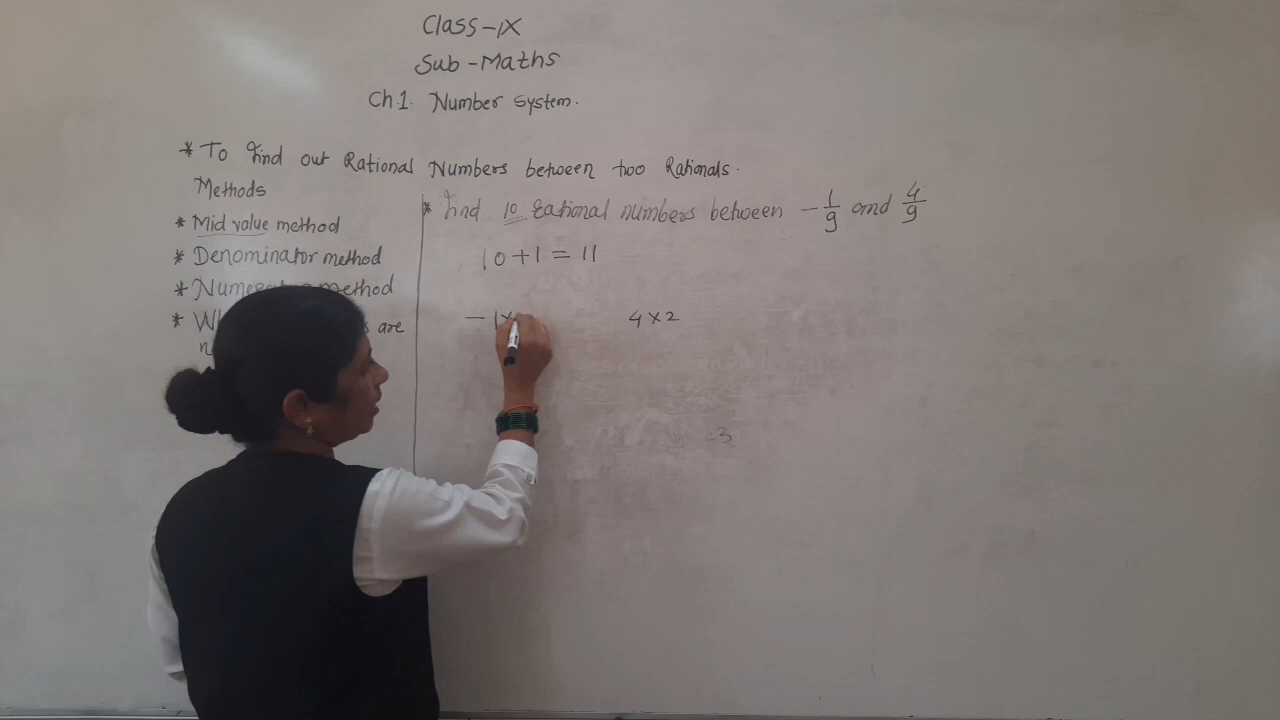 Class-IX
Sub-Maths
Ch.1. Number System.
* To find out Rational Numbers between two Rationals.
Methods
* Mid value method
* Denominator method
* method
* are
* find 10 rational numbers between -1/9 and 4/9
10+1=11
-1×
4×2
-3